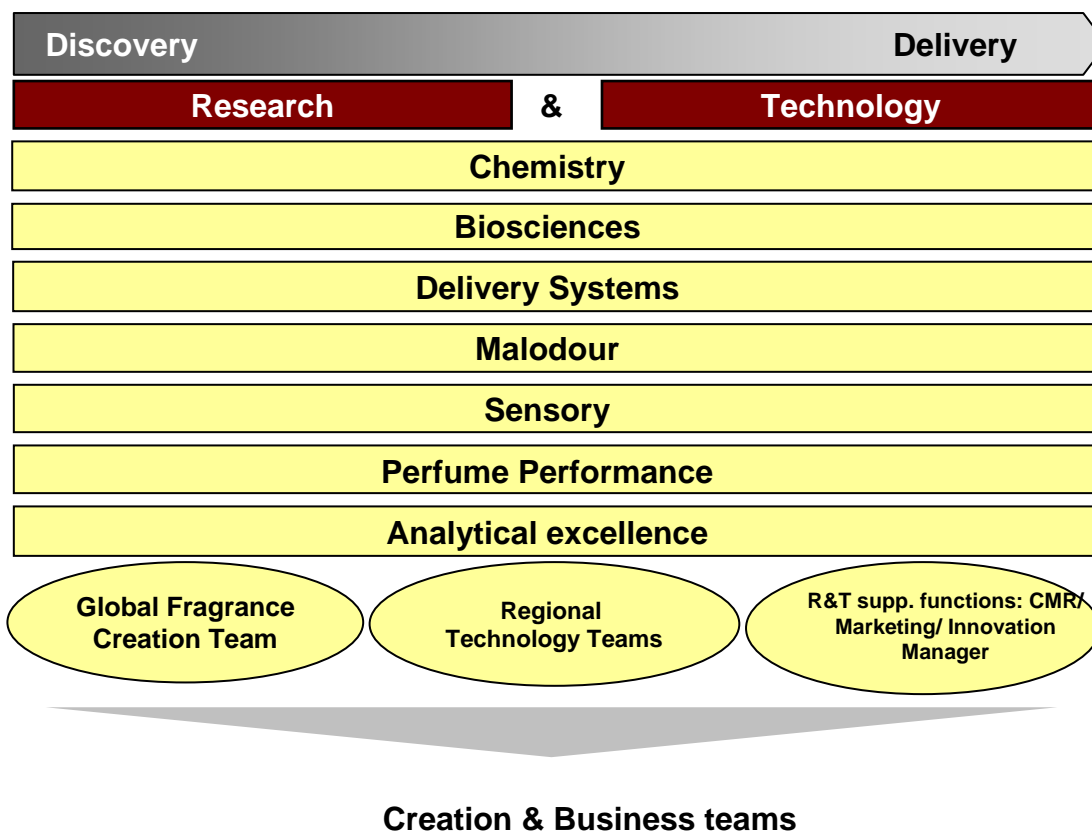 Discovery Delivery
Research & Technology
Chemistry
Biosciences
Delivery Systems
Malodour
Sensory
Perfume Performance
Analytical excellence
Global Fragrance
Creation Team
Regional
Technology Teams
R&T supp. functions: CMR/
Marketing/ Innovation
Manager
Creation & Business teams